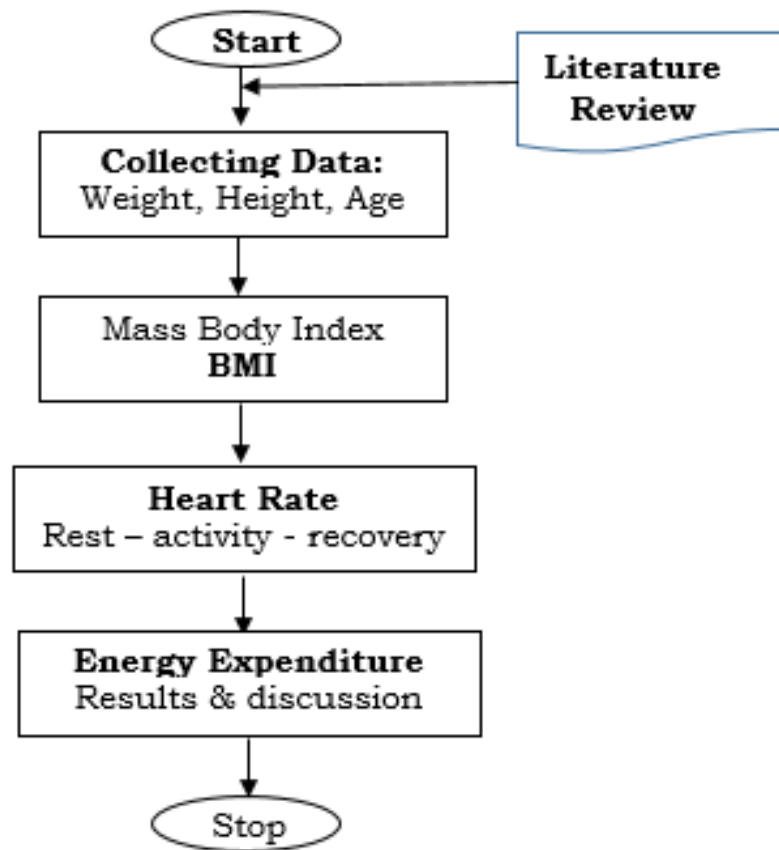 Start
Literature
Review
Collecting Data:
Weight, Height, Age
Mass Body Index
BMI
Heart Rate
Rest – activity - recovery
Energy Expenditure
Results & discussion
Stop